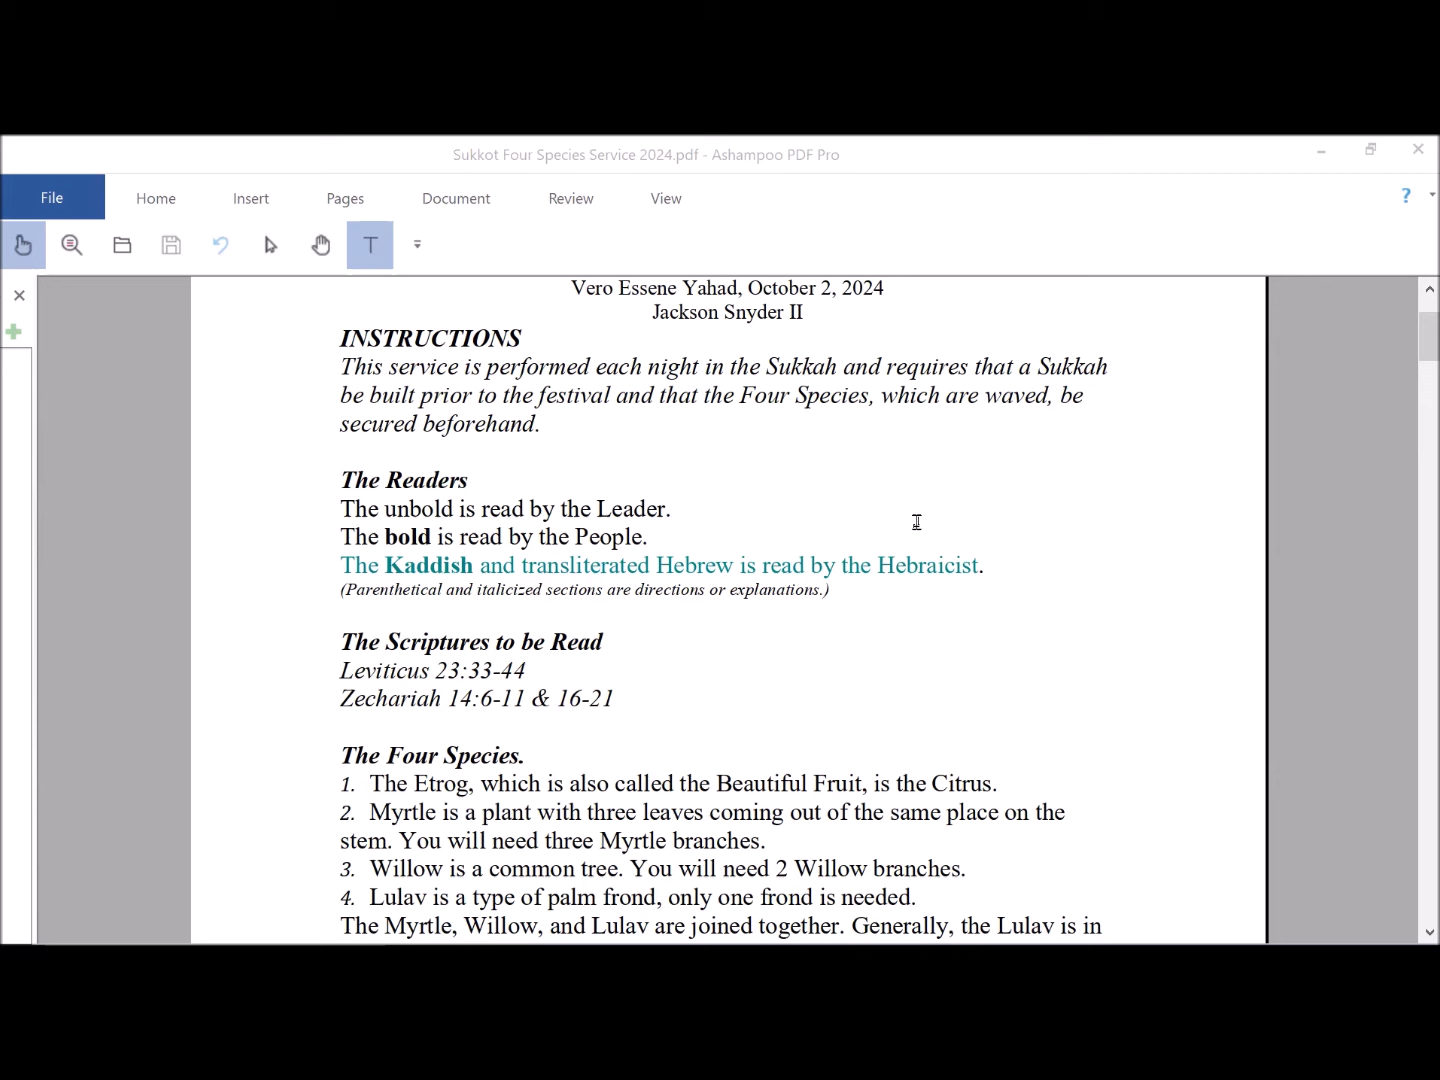 Sukkot Four Species Service 2024.pdf - Ashampoo PDF Pro
File Home Insert Pages Document Review View
?
T
Vero Essene Yahad, October 2, 2024
Jackson Snyder II
INSTRUCTIONS
This service is performed each night in the Sukkah and requires that a Sukkah
be built prior to the festival and that the Four Species, which are waved, be
secured beforehand.
The Readers
The unbold is read by the Leader.
The bold is read by the People.
The Kaddish and transliterated Hebrew is read by the Hebraicist.
(Parenthetical and italicized sections are directions or explanations.)
The Scriptures to be Read
Leviticus 23:33-44
Zechariah 14:6-11 & 16-21
The Four Species.
1. The Etrog, which is also called the Beautiful Fruit, is the Citrus.
2. Myrtle is a plant with three leaves coming out of the same place on the
stem. You will need three Myrtle branches.
3. Willow is a common tree. You will need 2 Willow branches.
4. Lulav is a type of palm frond, only one frond is needed.
The Myrtle, Willow, and Lulav are joined together. Generally, the Lulav is in